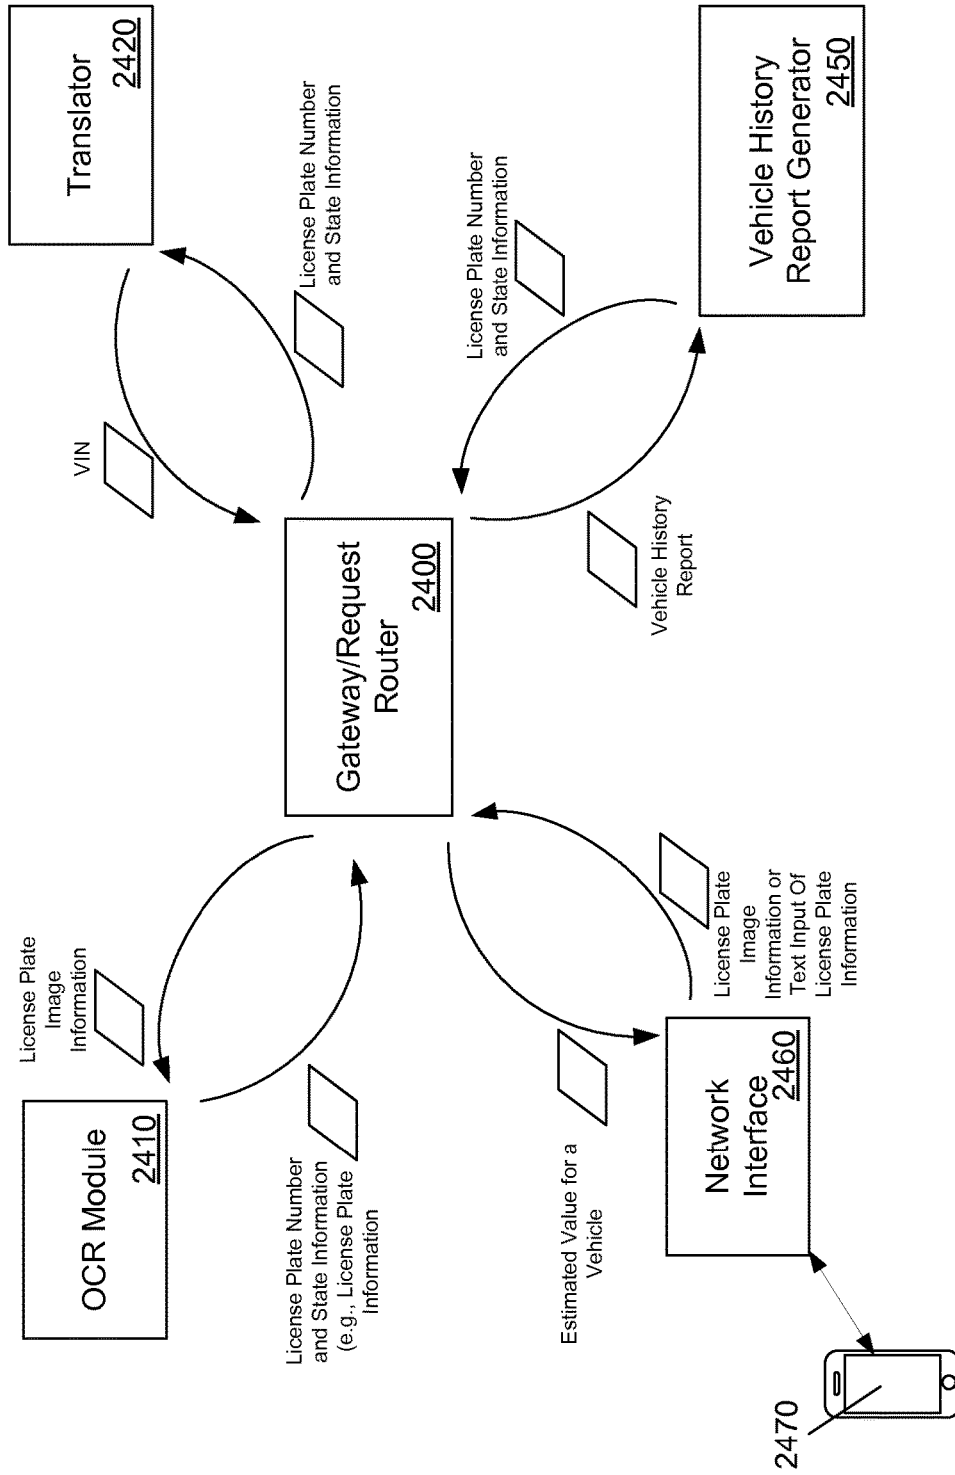 OCR Module
2410
License Plate
Image
Information
License Plate Number
and State Information
(e.g., License Plate
Information
VIN
Translator
2420
License Plate Number
and State Information
Gateway/Request
Router
2400
Estimated Value for a
Vehicle
Network
Interface
2460
License Plate
Image
Information or
Text Input Of
License Plate
Information
License Plate Number
and State Information
Vehicle History
Report
Vehicle History
Report Generator
2450
2470